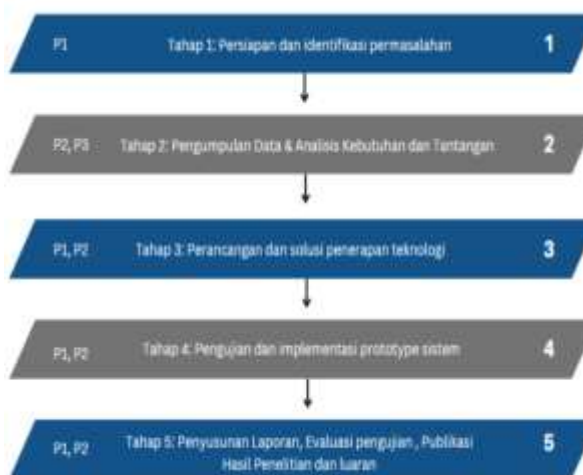 P1 Tahap 1: Persiapan dan identifikasi permasalahan 1
P2, P3 Tahap 2: Pengumpulan Data & Analisis Kebutuhan dan Tantangan 2
P1, P2 Tahap 3: Perancangan dan solusi penerapan teknologi 3
P1, P2 Tahap 4: Pengujian dan implementasi prototype sistem 4
P1, P2 Tahap 5: Penyusunan Laporan, Evaluasi pengujian , Publikasi
Hasil Penelitian dan luaran 5